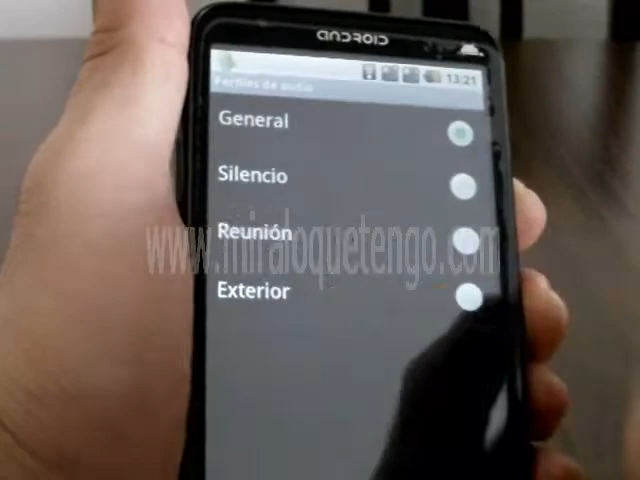 ANDROID
13:21
Perfiles de audio
General
Silencio
Reunión
www.miraloquetengo.com
Exterior